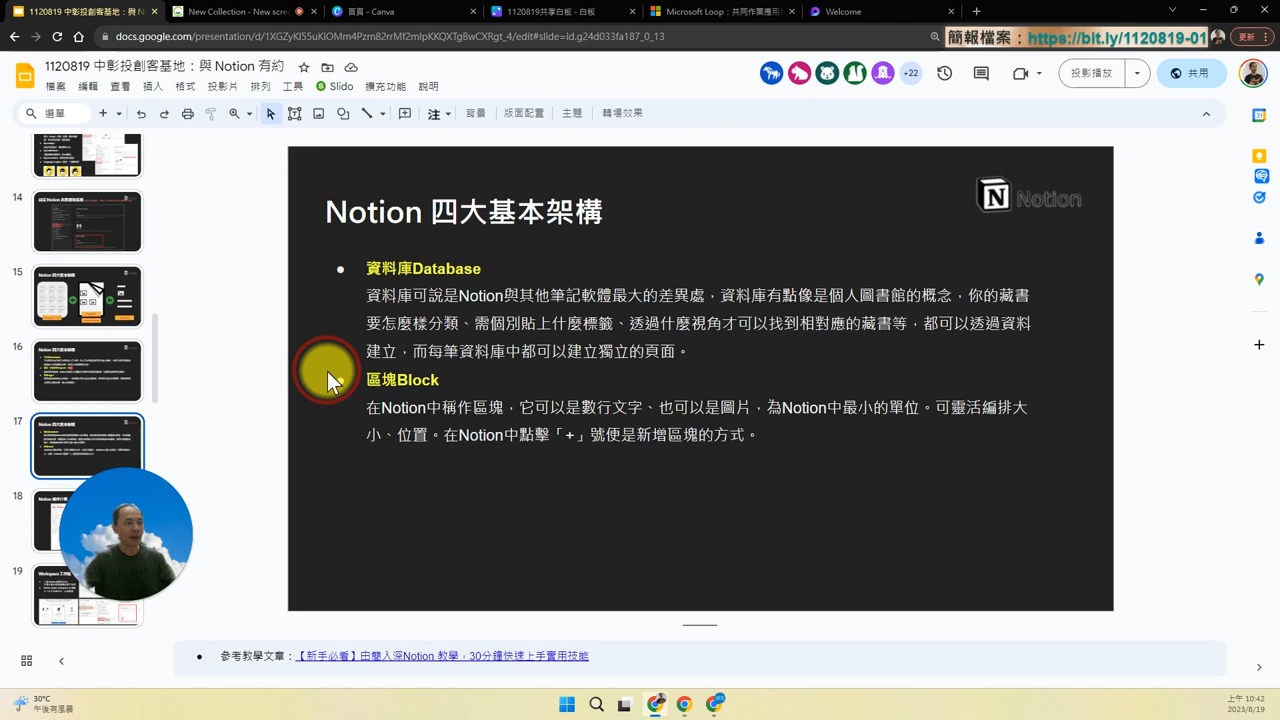 1120819 中彰投創客基地：與 N
New Collection - New scre
首頁 - Canva
1120819共享白板 - 白板
Microsoft Loop：共同作業應用
Welcome
docs.google.com/presentation/d/1XGZyKl55uKlOMm4Pzm82rrMf2mIpKKQXTgBwCXRgt_4/edit#slide=id.g24d033fa187_0_13
簡報檔案：https://bit.ly/1120819-01
更新
1120819 中彰投創客基地：與 Notion 有約
檔案 編輯 查看 插入 格式 投影片 排列 工具 Slido 擴充功能 說明
+22
投影播放
共用
選單
注
背景 版面配置 主題 轉場效果
14
15
16
17
18
19
Notion 四大基本架構
Notion
資料庫Database
資料庫可說是Notion與其他筆記軟體最大的差異處，資料庫有點像是個人圖書館的概念，你的藏書
要怎麼樣分類、兩個別貼上什麼標籤、透過什麼視角才可以找到相對應的藏書等，都可以透過資料
建立，而每筆資料
都可以建立獨立的頁面。
區塊Block
在Notion中稱作區塊，它可以是數行文字、也可以是圖片，為Notion中最小的單位。可靈活編排大
小、位置。在Notion中點擊「+」號便是新增區塊的方式。
參考教學文章：【新手必看】由簡入深Notion 教學，30分鐘快速上手實用技能
30°C
午後有風暴
上午 10:42
2023/8/19